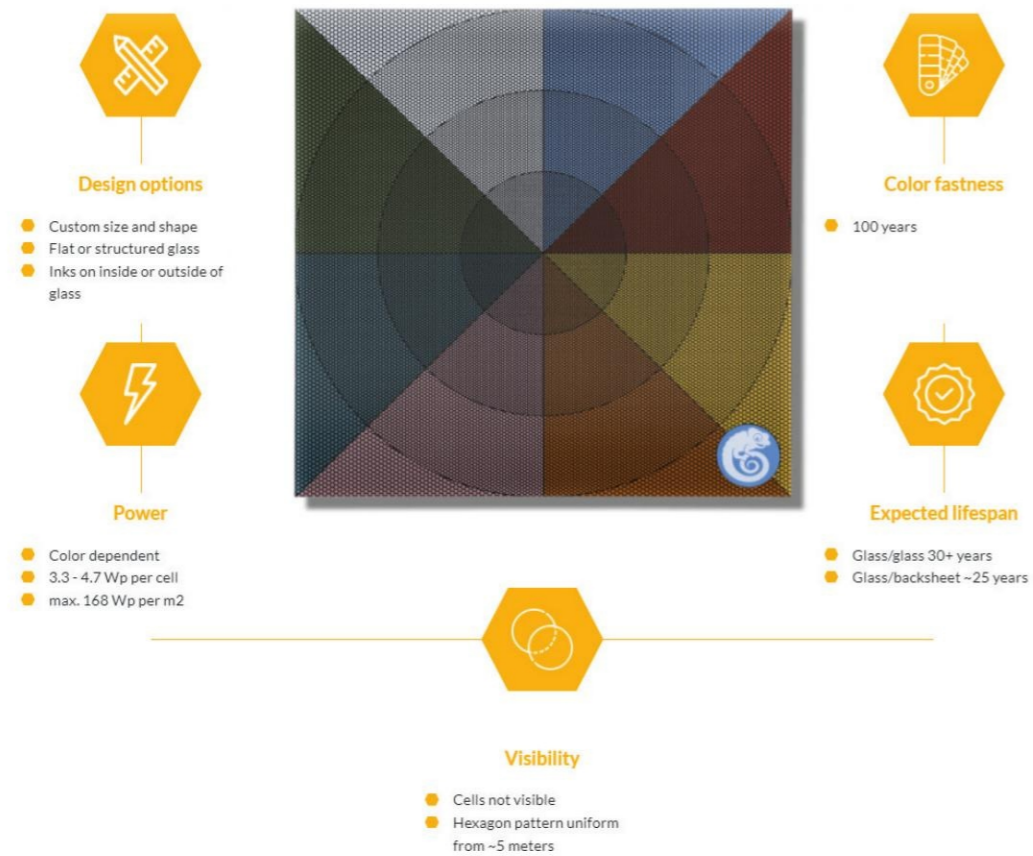 Design options
Custom size and shape
Flat or structured glass
Inks on inside or outside of
glass
Color fastness
100 years
Power
Color dependent
3.3 - 4.7 Wp per cell
max. 168 Wp per m2
Expected lifespan
Glass/glass 30+ years
Glass/backsheet ~25 years
Visibility
Cells not visible
Hexagon pattern uniform
from ~5 meters